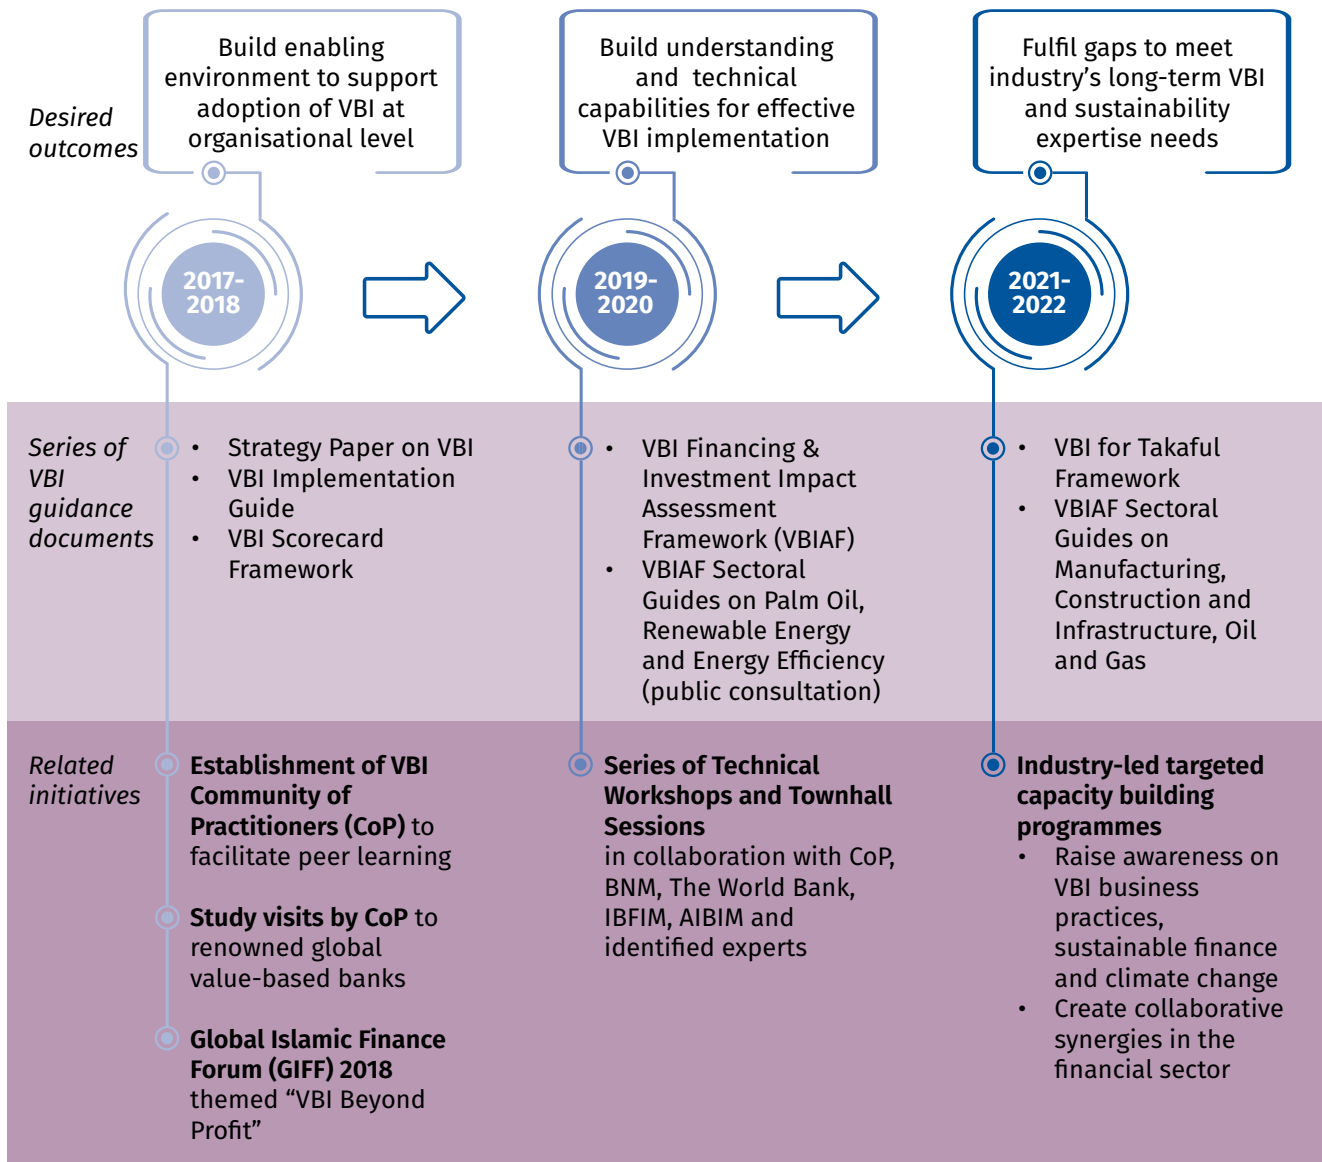 Desired
outcomes
Build enabling
environment to support
adoption of VBI at
organisational level
Build understanding
and technical
capabilities for effective
VBI implementation
Fulfil gaps to meet
industry's long-term VBI
and sustainability
expertise needs
2017-
2018
2019-
2020
2021-
2022
Series of
VBI
guidance
documents
• Strategy Paper on VBI
• VBI Implementation
Guide
• VBI Scorecard
Framework
• VBI Financing &
Investment Impact
Assessment
Framework (VBIAF)
• VBIAF Sectoral
Guides on Palm Oil,
Renewable Energy
and Energy Efficiency
(public consultation)
• VBI for Takaful
Framework
• VBIAF Sectoral
Guides on
Manufacturing,
Construction and
Infrastructure, Oil
and Gas
Related
initiatives
Establishment of VBI
Community of
Practitioners (CoP) to
facilitate peer learning
Study visits by CoP to
renowned global
value-based banks
Global Islamic Finance
Forum (GIFF) 2018
themed “VBI Beyond
Profit”
Series of Technical
Workshops and Townhall
Sessions
in collaboration with CoP,
BNM, The World Bank,
IBFIM, AIBIM and
identified experts
Industry-led targeted
capacity building
programmes
• Raise awareness on
VBI business
practices,
sustainable finance
and climate change
• Create collaborative
synergies in the
financial sector